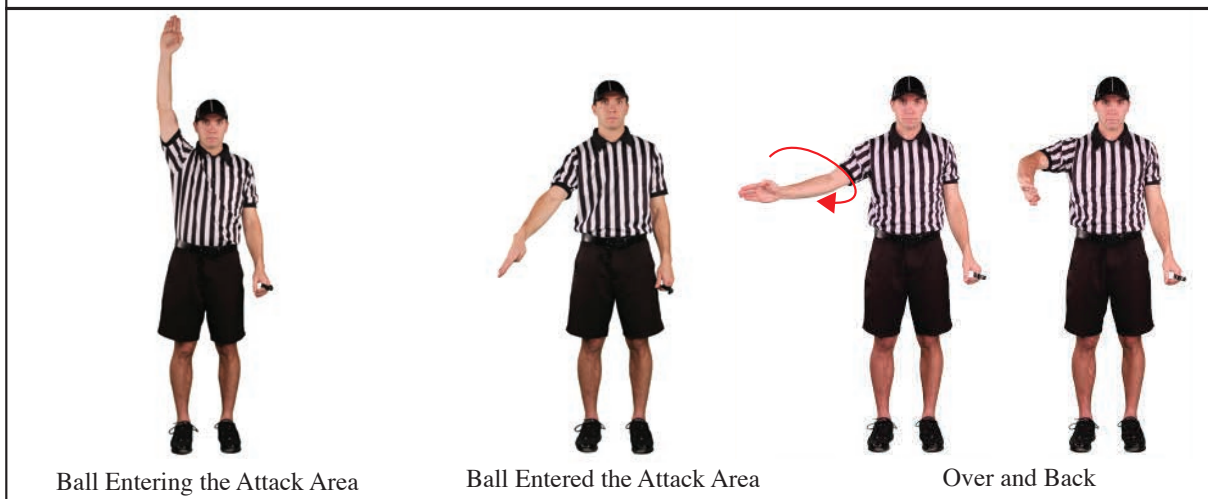 Ball Entering the Attack Area
Ball Entered the Attack Area
Over and Back